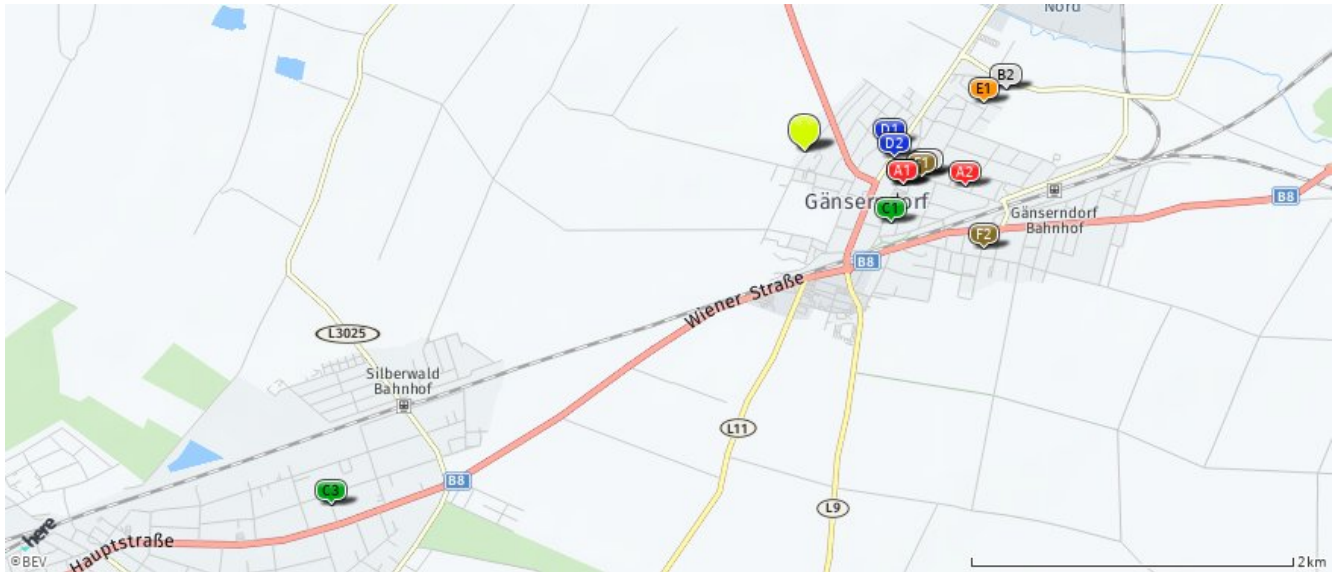 Nord
B2
E1
D1
D2
A1
A2
C1
Gänserndorf
B8
Gänserndorf
Bahnhof
F2
B8
Wiener Straße
L3025
Silberwald
Bahnhof
L11
B8
C3
L9
here
Hauptstraße
©BEV
2km